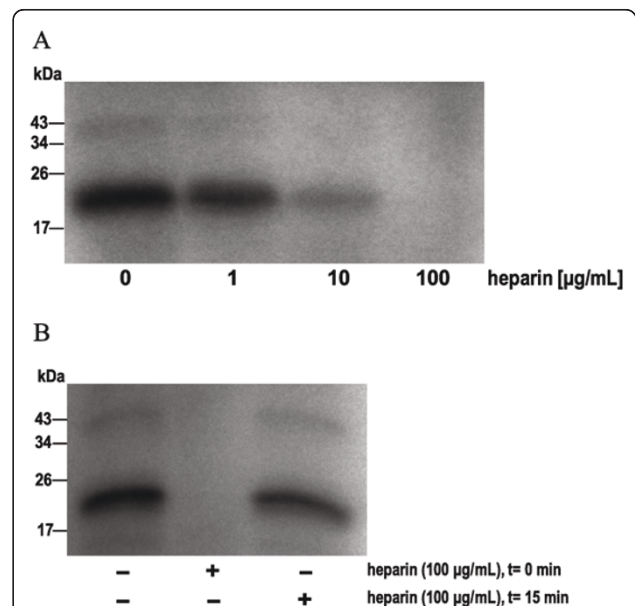 A
kDa
43
34
26
17
0 1 10 100 heparin [µg/mL]
B
kDa
43
34
26
17
– + – heparin (100 µg/mL), t= 0 min
– – + heparin (100 µg/mL), t= 15 min